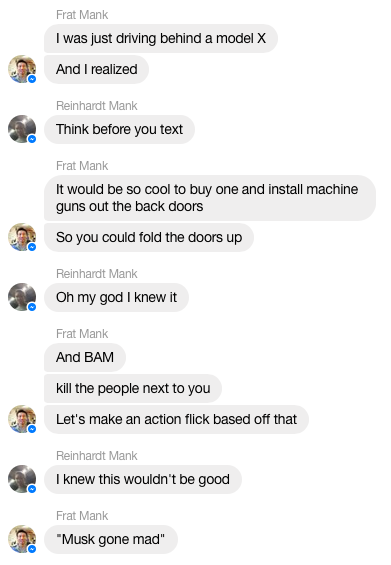 Frat Mank
I was just driving behind a model X
And I realized
Reinhardt Mank
Think before you text
Frat Mank
It would be so cool to buy one and install machine
guns out the back doors
So you could fold the doors up
Reinhardt Mank
Oh my god I knew it
Frat Mank
And BAM
kill the people next to you
Let's make an action flick based off that
Reinhardt Mank
I knew this wouldn't be good
Frat Mank
"Musk gone mad"